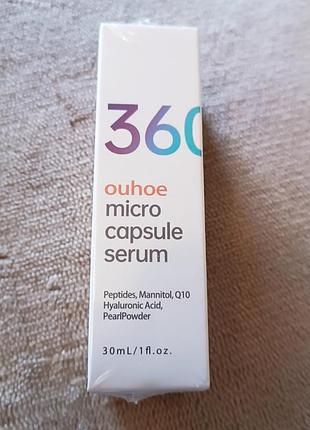 360
ouhoe
micro
capsule
serum
Peptides, Mannitol, Q10
Hyaluronic Acid,
PearlPowder
30mL/1fl.oz.